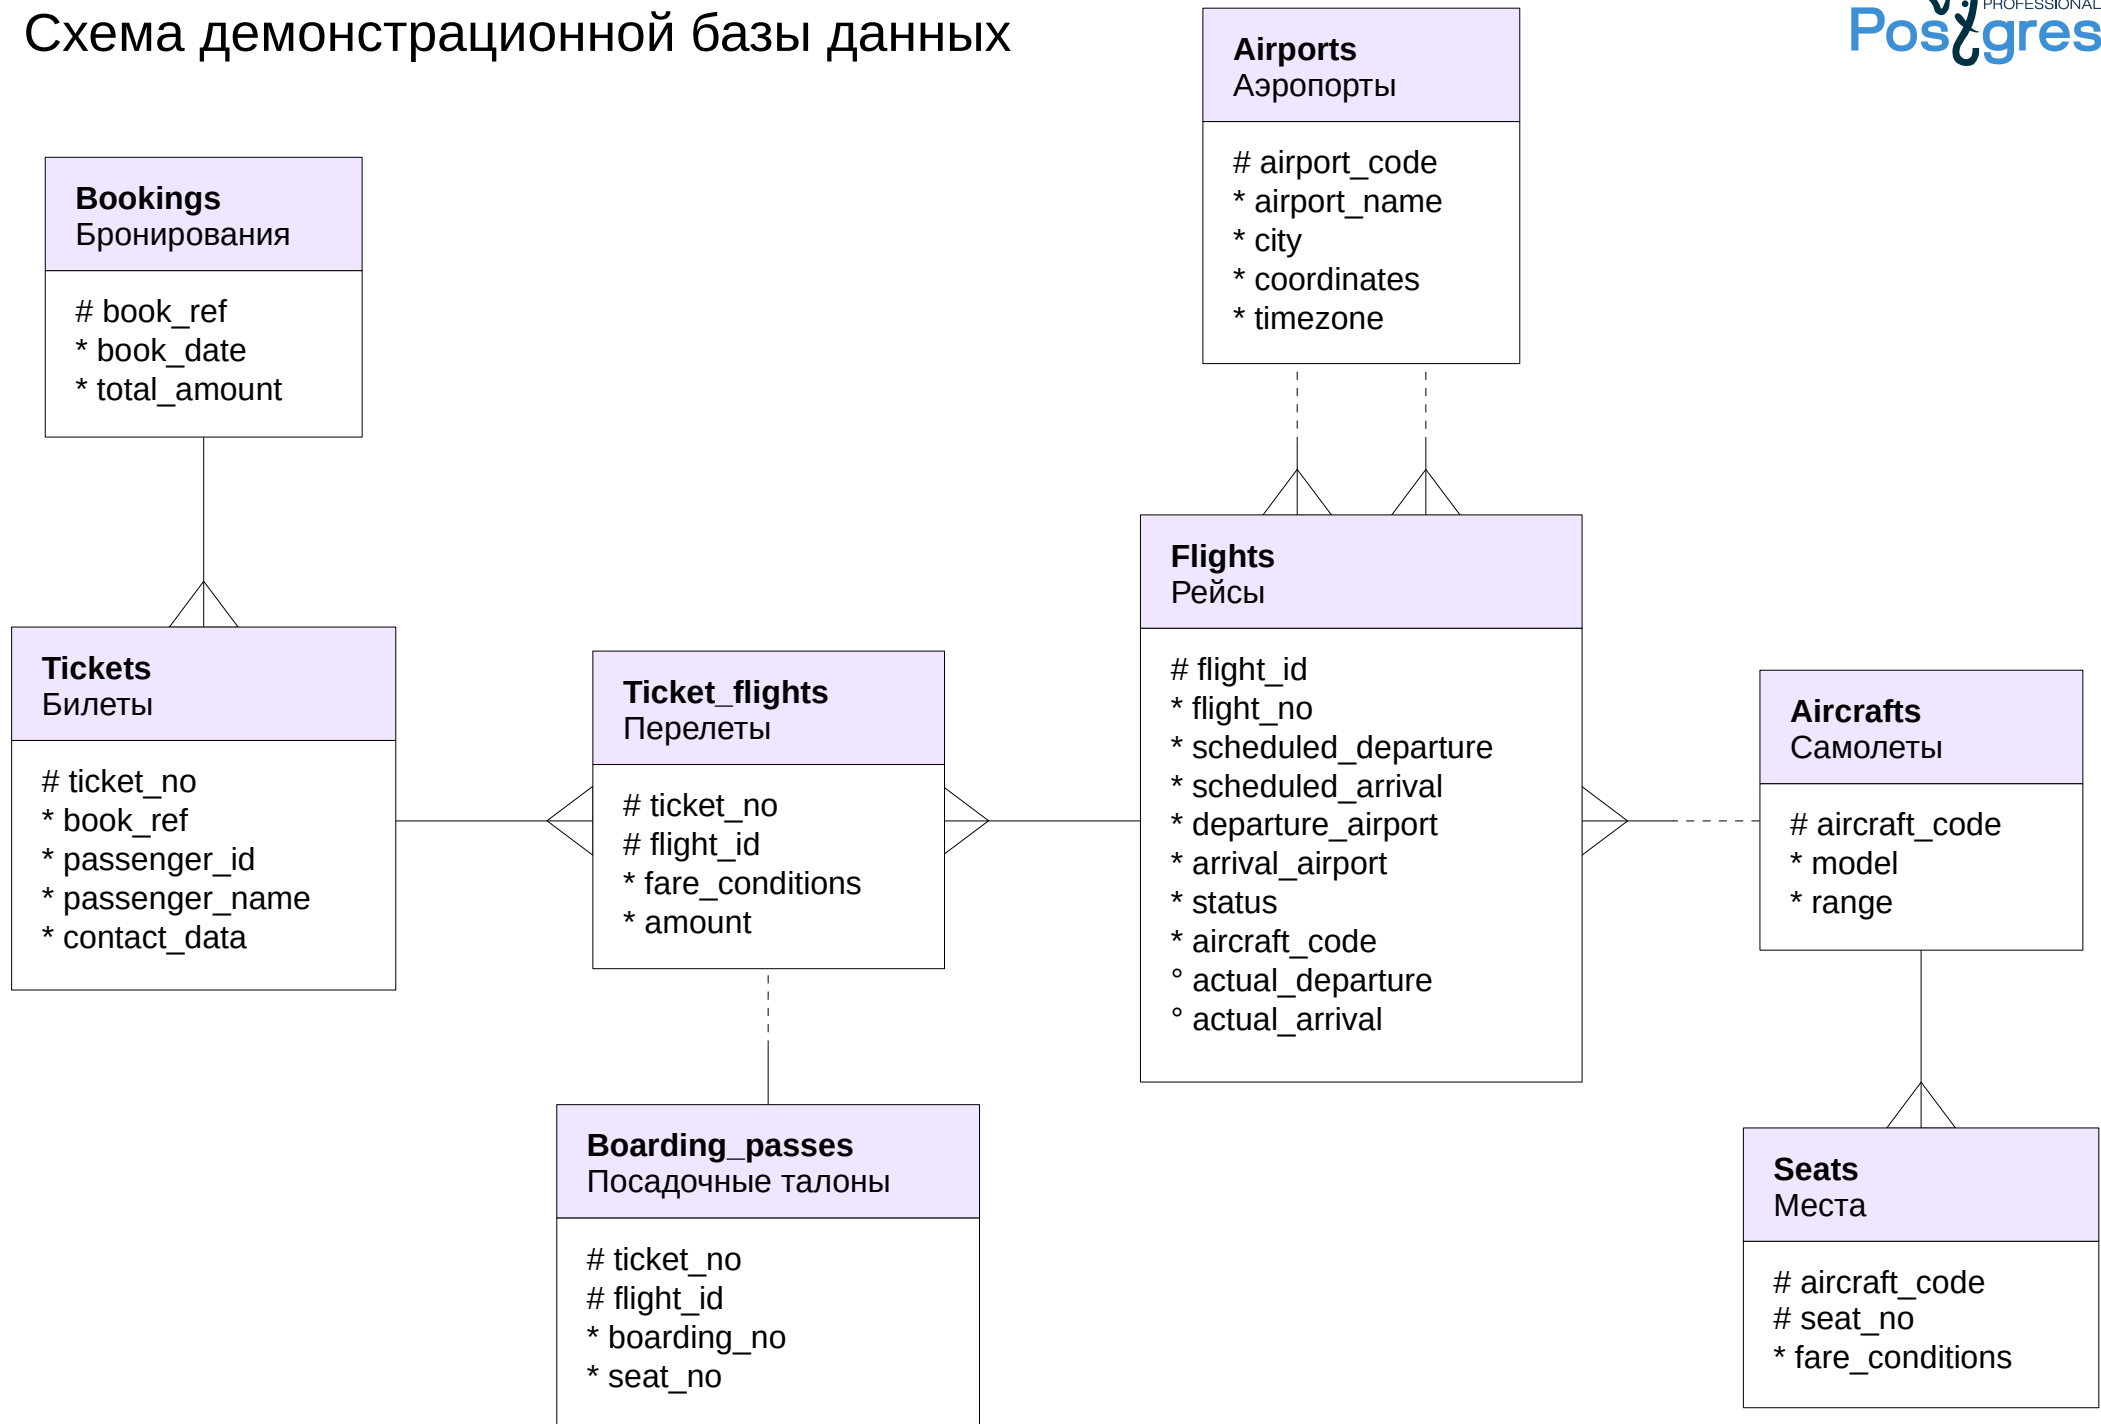 Схема демонстрационной базы данных
PROFESSIONAL
Postgres
Airports
Аэропорты
# airport_code
* airport_name
* city
* coordinates
* timezone
Bookings
Бронирования
# book_ref
* book_date
* total_amount
Flights
Рейсы
# flight_id
* flight_no
* scheduled_departure
* scheduled_arrival
* departure_airport
* arrival_airport
* status
* aircraft_code
° actual_departure
° actual_arrival
Tickets
Билеты
# ticket_no
* book_ref
* passenger_id
* passenger_name
* contact_data
Ticket_flights
Перелеты
# ticket_no
# flight_id
* fare_conditions
* amount
Aircrafts
Самолеты
# aircraft_code
* model
* range
Boarding_passes
Посадочные талоны
# ticket_no
# flight_id
* boarding_no
* seat_no
Seats
Места
# aircraft_code
# seat_no
* fare_conditions